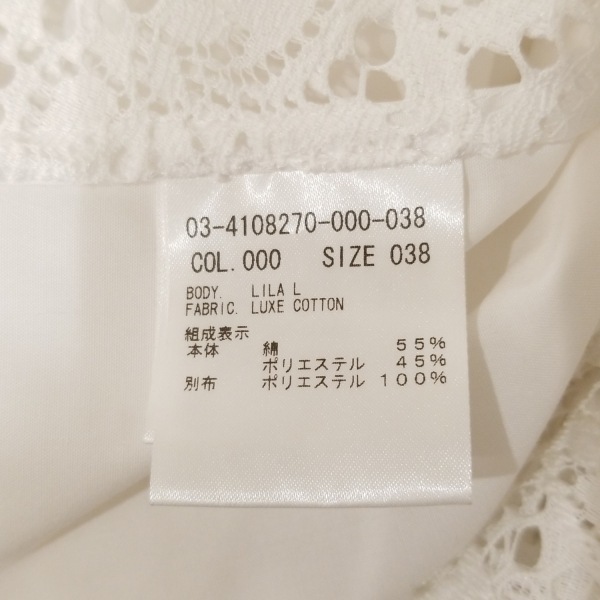 03-4108270-000-038
COL.000 SIZE 038
BODY. LILA L
FABRIC. LUXE COTTON
組成表示
本体 綿 55%
ポリエステル 45%
別布 ポリエステル 100%